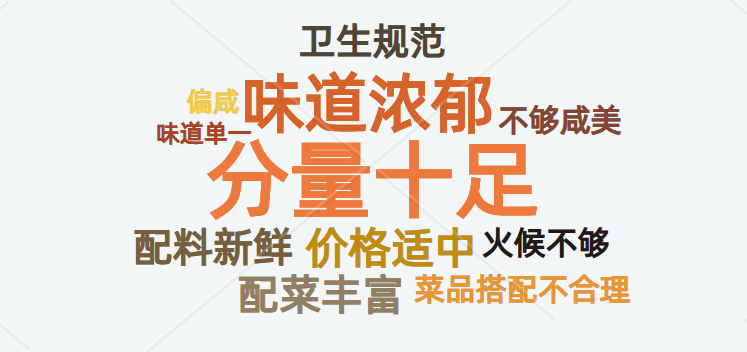 卫生规范
偏咸
味道浓郁
味道单一
不够咸美
分量十足
配料新鲜
价格适中
火候不够
配菜丰富
菜品搭配不合理